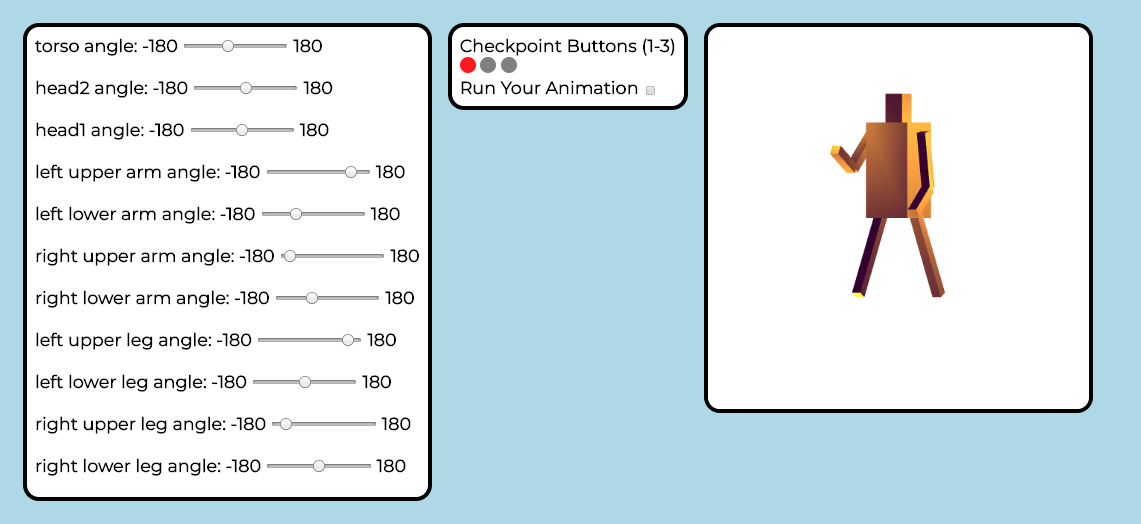 torso angle: -180 180
head2 angle: -180 180
head1 angle: -180 180
left upper arm angle: -180 180
left lower arm angle: -180 180
right upper arm angle: -180 180
right lower arm angle: -180 180
left upper leg angle: -180 180
left lower leg angle: -180 180
right upper leg angle: -180 180
right lower leg angle: -180 180
Checkpoint Buttons (1-3)
Run Your Animation